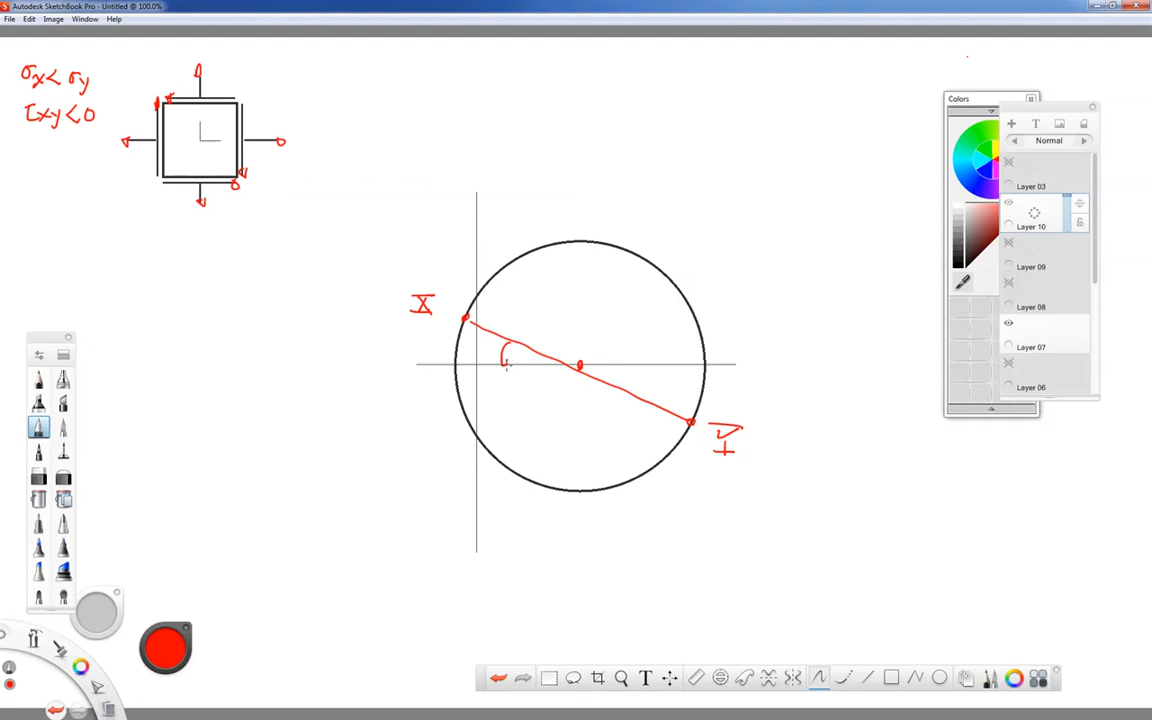 Autodesk SketchBook Pro - Untitled @ 100.0%
File Edit Image Window Help
σx < σy
τxy < 0
X
Y
Colors
T
Normal
Layer 03
Layer 10
Layer 09
Layer 08
Layer 07
Layer 06
T